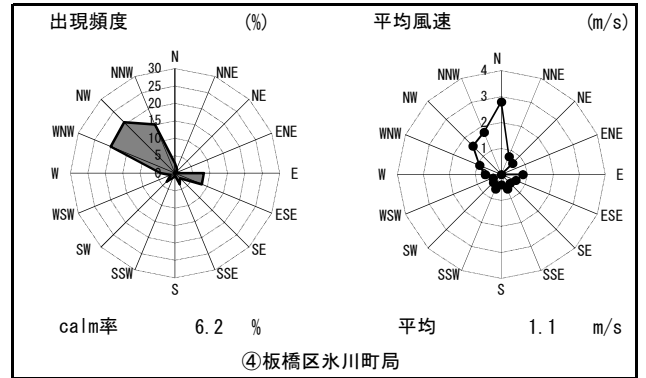 出現頻度 (%)
N
NNE
NE
ENE
E
ESE
SE
SSE
S
SSW
SW
WSW
W
WNW
NW
NNW
30
25
20
15
10
5
0
calm率 6.2 %
平均風速 (m/s)
N
NNE
NE
ENE
E
ESE
SE
SSE
S
SSW
SW
WSW
W
WNW
NW
NNW
4
3
2
1
0
平均 1.1 m/s
④板橋区氷川町局